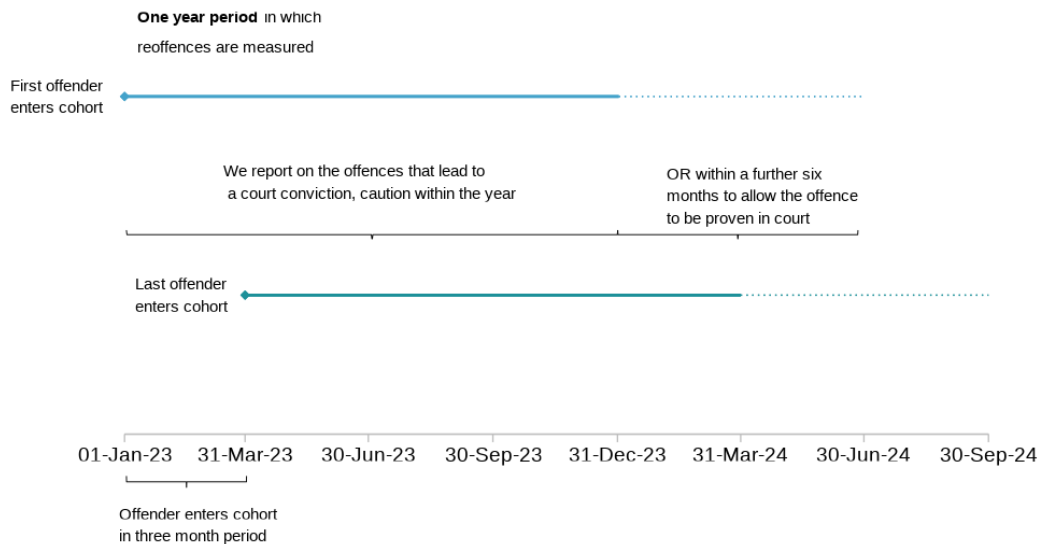 One year period in which
reoffences are measured
First offender
enters cohort
We report on the offences that lead to
a court conviction, caution within the year
OR within a further six
months to allow the offence
to be proven in court
Last offender
enters cohort
01-Jan-23 31-Mar-23 30-Jun-23 30-Sep-23 31-Dec-23 31-Mar-24 30-Jun-24 30-Sep-24
Offender enters cohort
in three month period